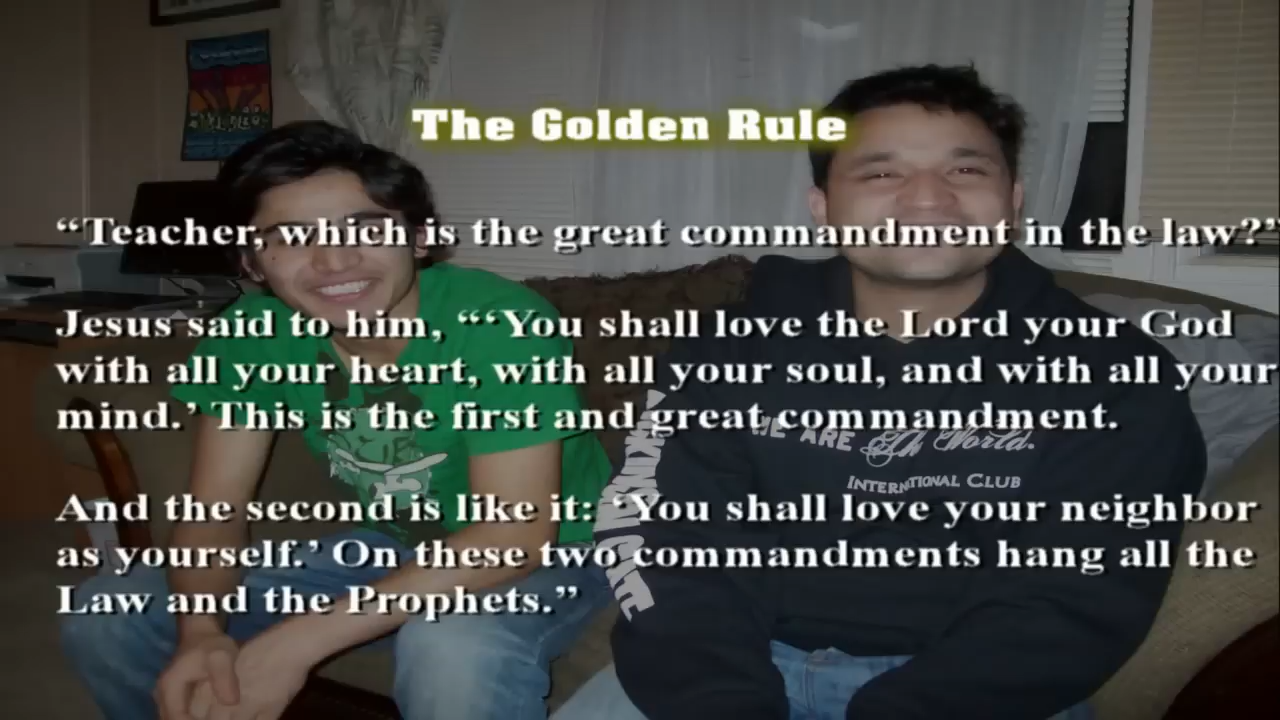 The Golden Rule
“Teacher, which is the great commandment in the law?”
Jesus said to him, “‘You shall love the Lord your God
with all your heart, with all your soul, and with all your
mind.’ This is the first and great commandment.
WE ARE The World.
INTERNATIONAL CLUB
And the second is like it: ‘You shall love your neighbor
as yourself.’ On these two commandments hang all the
Law and the Prophets.”